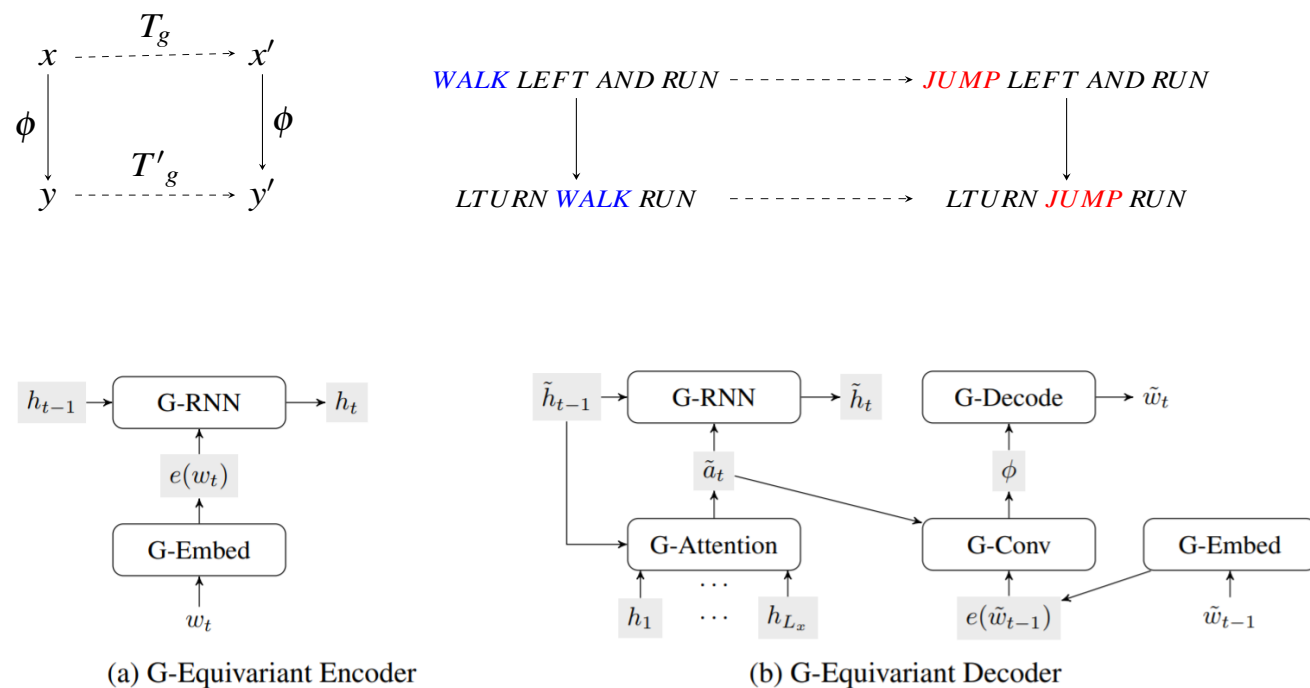 T_g
x x′
ϕ ϕ
T′_g
y y′
WALK LEFT AND RUN JUMP LEFT AND RUN
LTURN WALK RUN LTURN JUMP RUN
h_{t−1} G-RNN h_t
e(w_t)
G-Embed
w_t
(a) G-Equivariant Encoder
h̃_{t−1} G-RNN h̃_t G-Decode w̃_t
ã_t ϕ
G-Attention G-Conv G-Embed
...
h_1 ... h_{L_x} e(w̃_{t−1}) w̃_{t−1}
(b) G-Equivariant Decoder